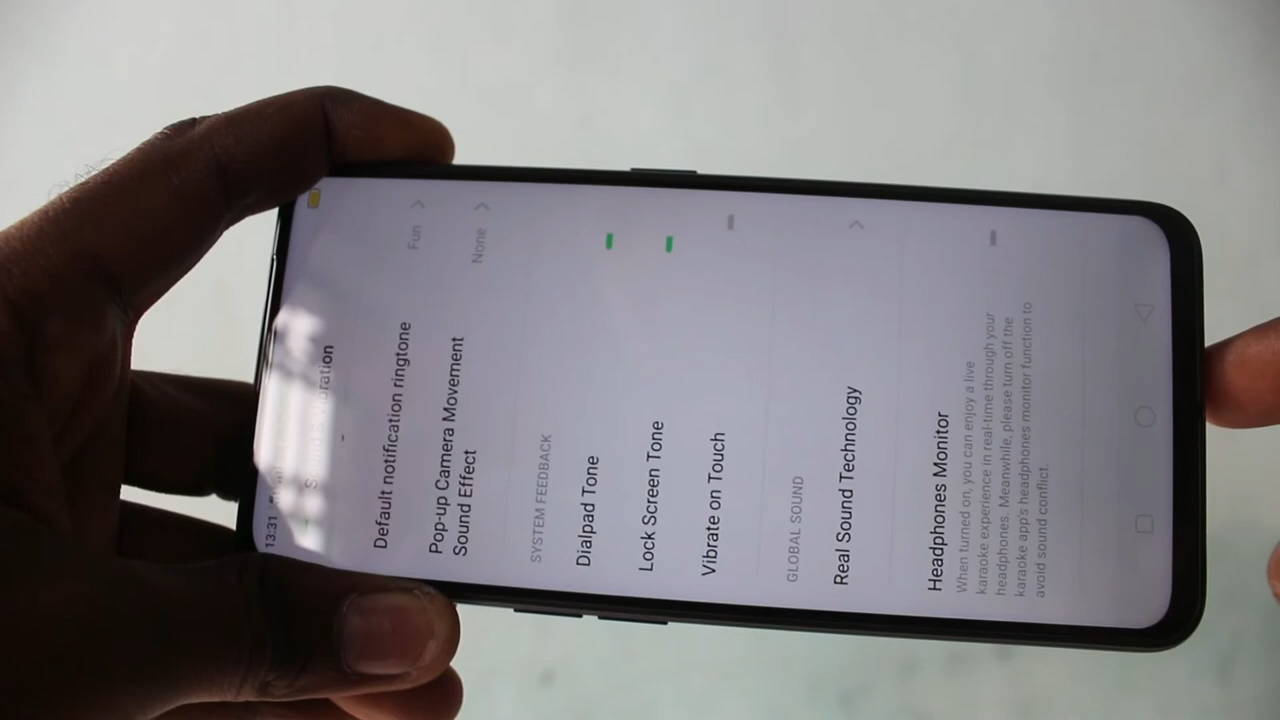 13:31
Default notification ringtone
Fun
Pop-up Camera Movement
Sound Effect
None
SYSTEM FEEDBACK
Dialpad Tone
Lock Screen Tone
Vibrate on Touch
GLOBAL SOUND
Real Sound Technology
Headphones Monitor
When turned on, you can enjoy a live
karaoke experience in real-time through your
headphones. Meanwhile, please turn off the
karaoke app's headphones monitor function to
avoid sound conflict.